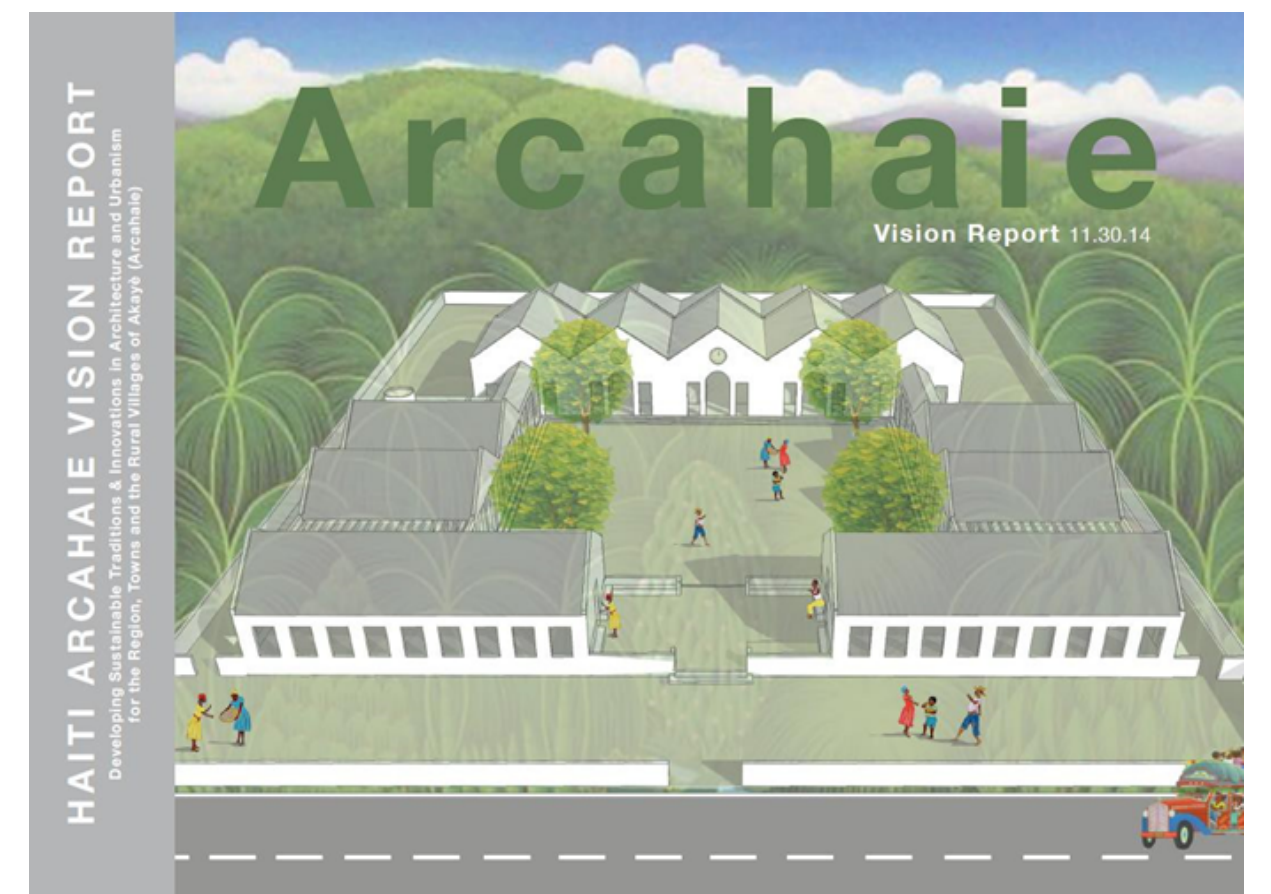 HAITI ARCAHAIE VISION REPORT
Developing Sustainable Traditions & Innovations in Architecture and Urbanism
for the Region, Towns and the Rural Villages of Akayè (Arcahaie)
Arcahaie
Vision Report 11.30.14